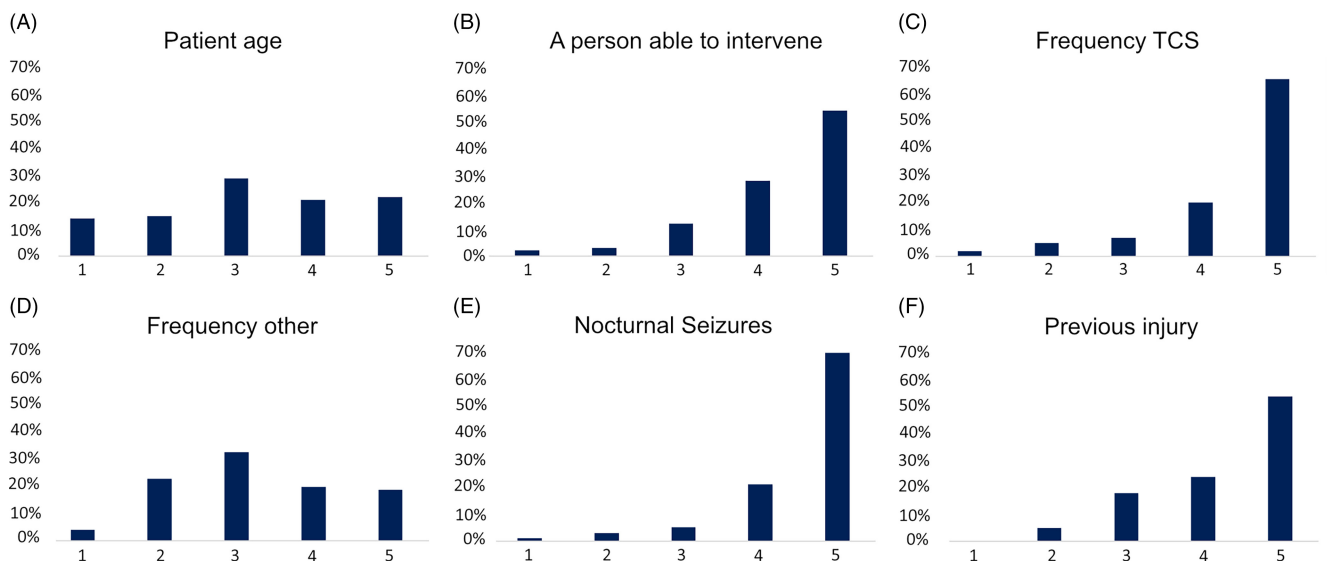 (A)
Patient age
70%
60%
50%
40%
30%
20%
10%
0%
1 2 3 4 5
(B)
A person able to intervene
70%
60%
50%
40%
30%
20%
10%
0%
1 2 3 4 5
(C)
Frequency TCS
70%
60%
50%
40%
30%
20%
10%
0%
1 2 3 4 5
(D)
Frequency other
70%
60%
50%
40%
30%
20%
10%
0%
1 2 3 4 5
(E)
Nocturnal Seizures
70%
60%
50%
40%
30%
20%
10%
0%
1 2 3 4 5
(F)
Previous injury
70%
60%
50%
40%
30%
20%
10%
0%
1 2 3 4 5